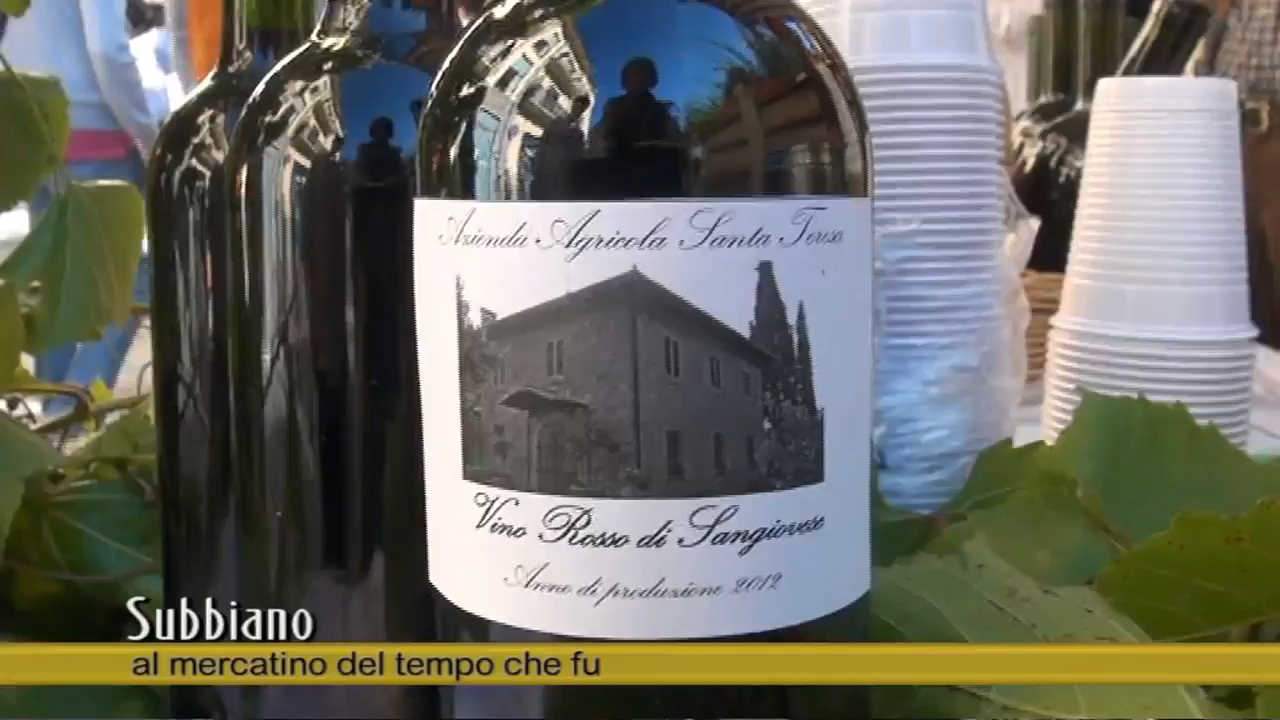 Azienda Agricola Santa Teresa
Vino Rosso di Sangiovese
Anno di produzione 2012
Subbiano
al mercatino del tempo che fu